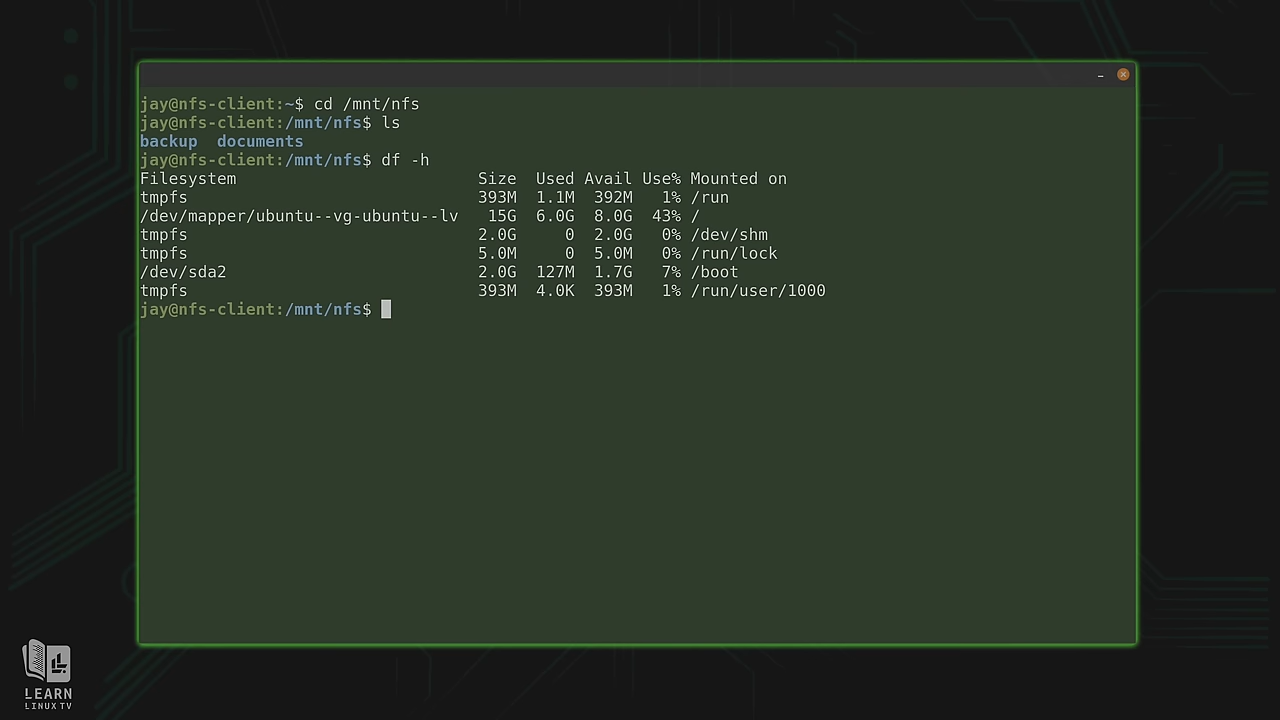 jay@nfs-client:~$ cd /mnt/nfs
jay@nfs-client:/mnt/nfs$ ls
backup  documents
jay@nfs-client:/mnt/nfs$ df -h
Filesystem                         Size  Used Avail Use% Mounted on
tmpfs                              393M  1.1M  392M   1% /run
/dev/mapper/ubuntu--vg-ubuntu--lv   15G  6.0G  8.0G  43% /
tmpfs                              2.0G     0  2.0G   0% /dev/shm
tmpfs                              5.0M     0  5.0M   0% /run/lock
/dev/sda2                          2.0G  127M  1.7G   7% /boot
tmpfs                              393M  4.0K  393M   1% /run/user/1000
jay@nfs-client:/mnt/nfs$
LEARN
LINUX TV